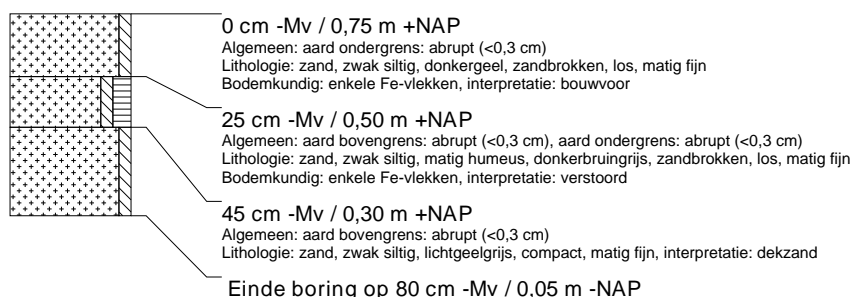 0 cm -Mv / 0,75 m +NAP
Algemeen: aard ondergrens: abrupt (<0,3 cm)
Lithologie: zand, zwak siltig, donkergeel, zandbrokken, los, matig fijn
Bodemkundig: enkele Fe-vlekken, interpretatie: bouwvoor
25 cm -Mv / 0,50 m +NAP
Algemeen: aard bovengrens: abrupt (<0,3 cm), aard ondergrens: abrupt (<0,3 cm)
Lithologie: zand, zwak siltig, matig humeus, donkerbruingrijs, zandbrokken, los, matig fijn
Bodemkundig: enkele Fe-vlekken, interpretatie: verstoord
45 cm -Mv / 0,30 m +NAP
Algemeen: aard bovengrens: abrupt (<0,3 cm)
Lithologie: zand, zwak siltig, lichtgeelgrijs, compact, matig fijn, interpretatie: dekzand
Einde boring op 80 cm -Mv / 0,05 m -NAP